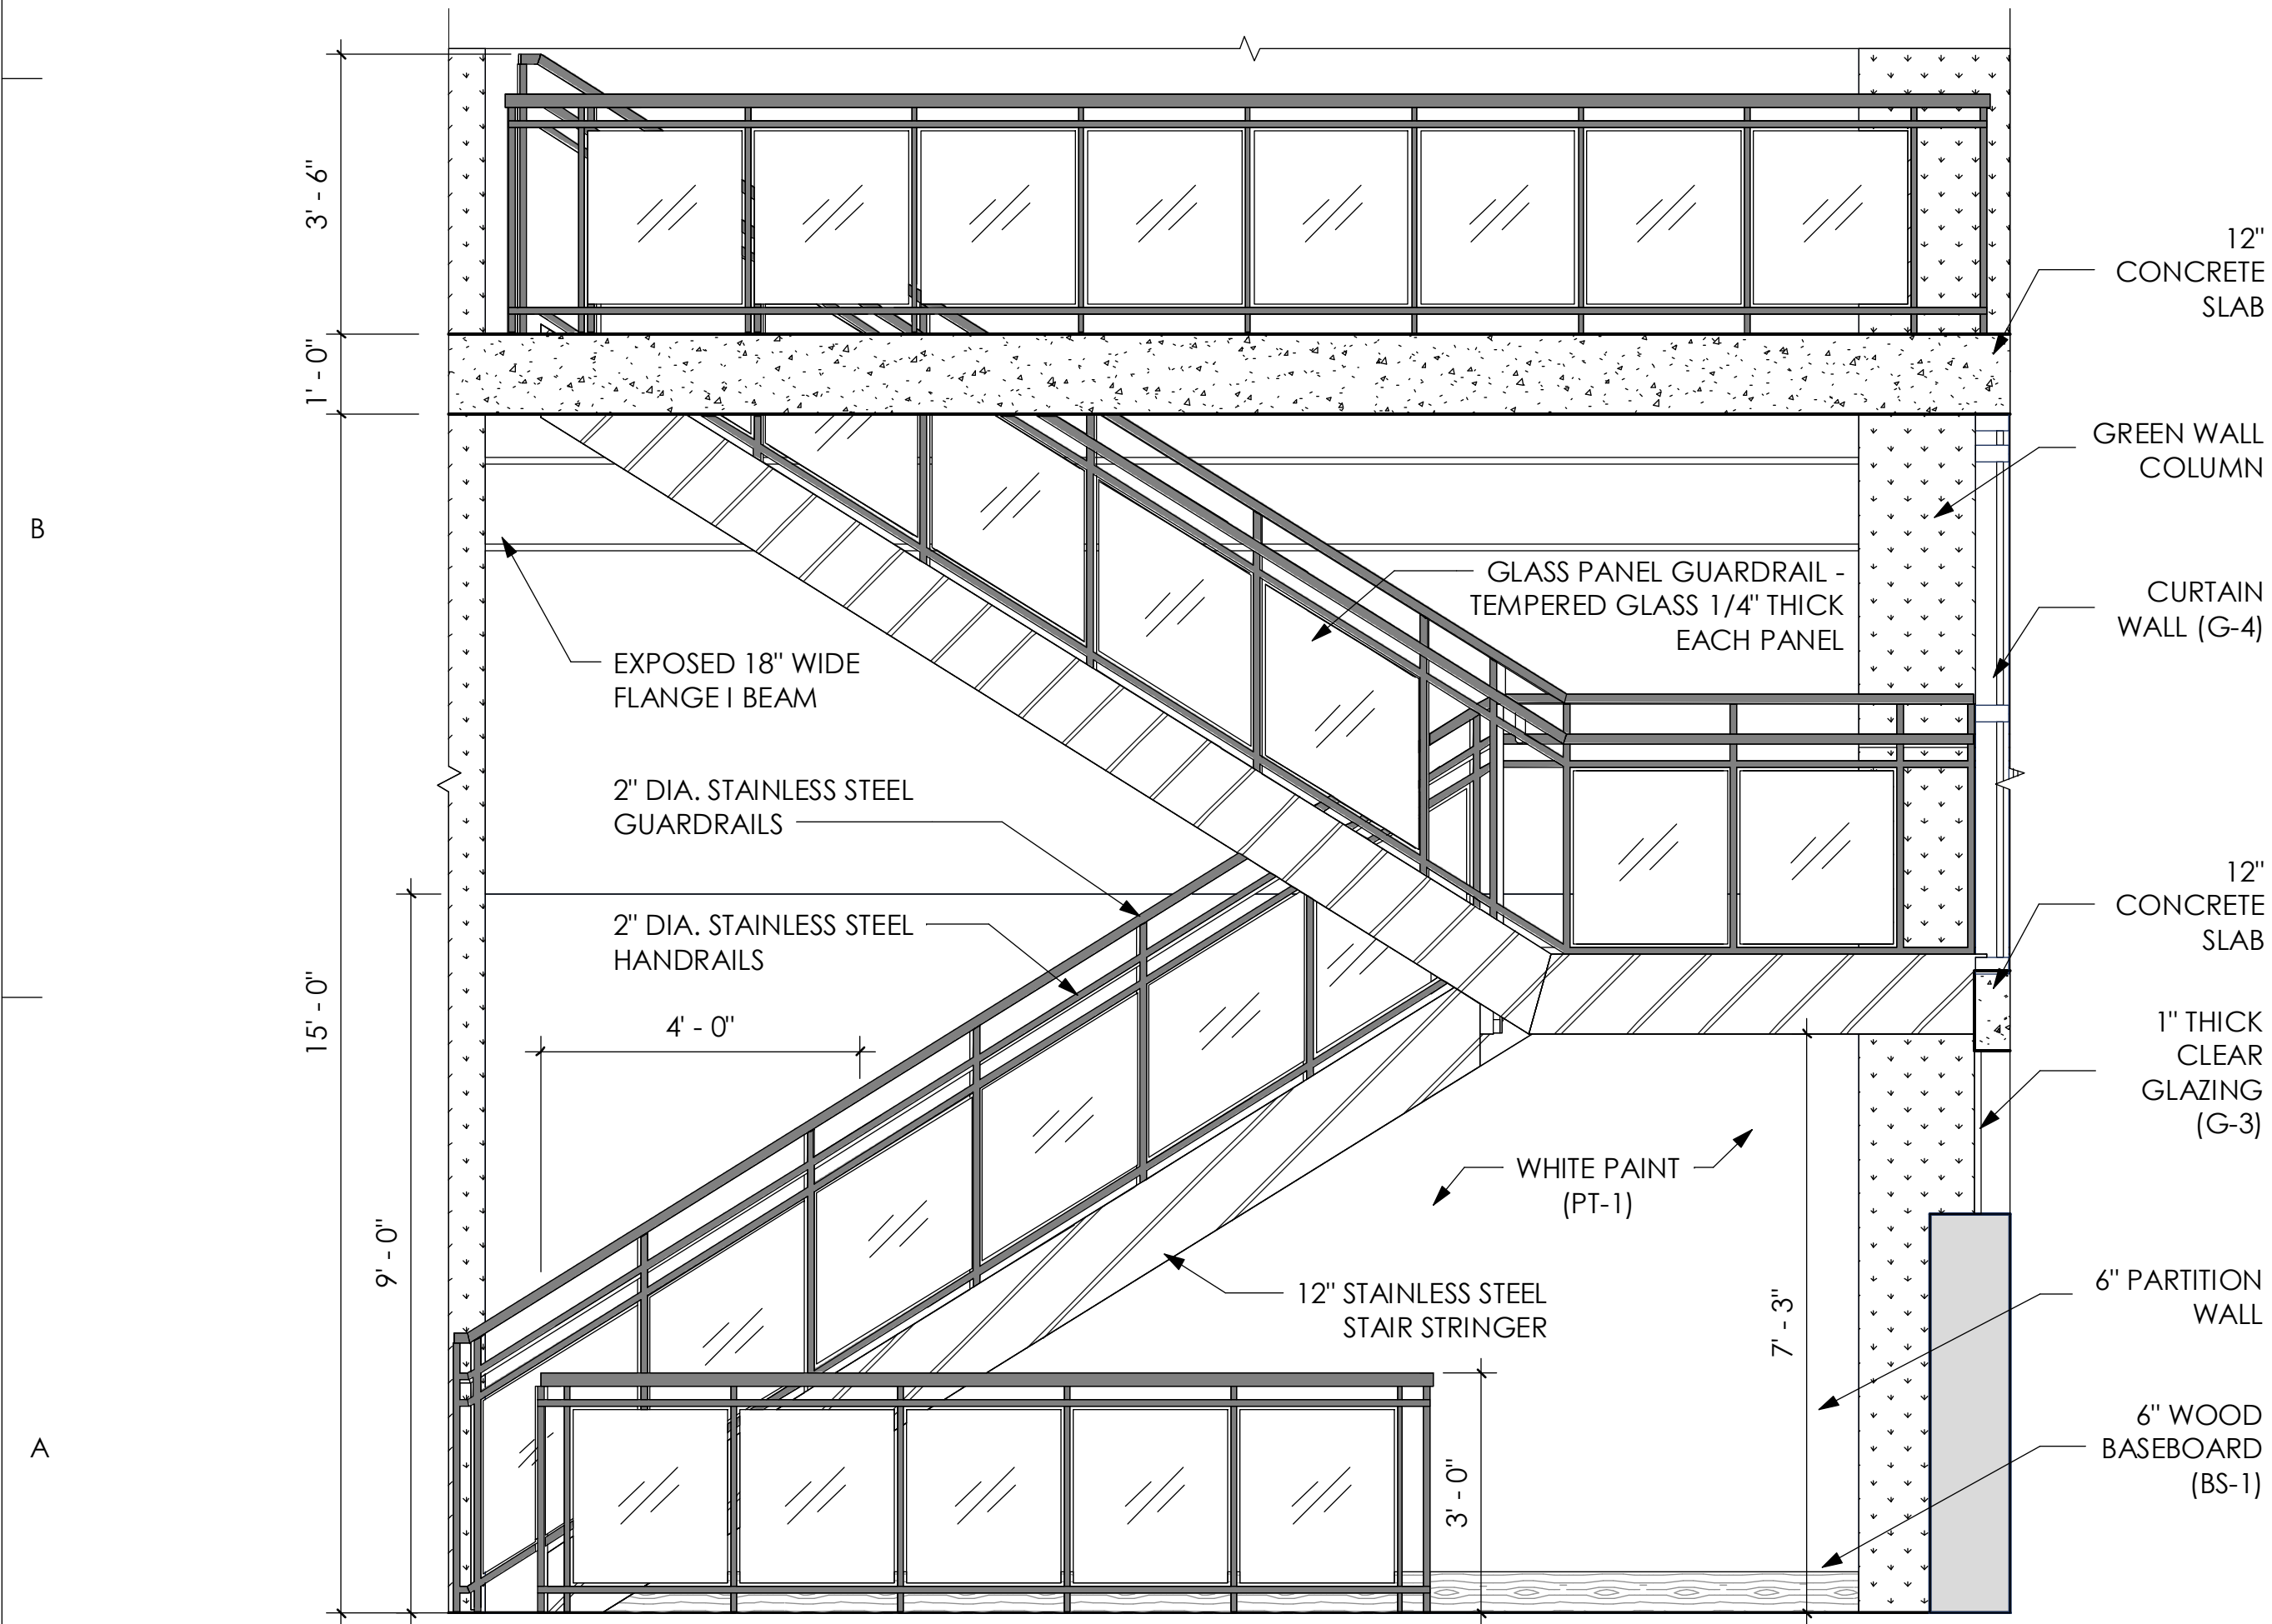 3' - 6"
12"
CONCRETE
SLAB
1' - 0"
GREEN WALL
COLUMN
B
GLASS PANEL GUARDRAIL -
TEMPERED GLASS 1/4" THICK
EACH PANEL
CURTAIN
WALL (G-4)
EXPOSED 18" WIDE
FLANGE I BEAM
2" DIA. STAINLESS STEEL
GUARDRAILS
12"
CONCRETE
SLAB
2" DIA. STAINLESS STEEL
HANDRAILS
15' - 0"
4' - 0"
1" THICK
CLEAR
GLAZING
(G-3)
WHITE PAINT
(PT-1)
9' - 0"
12" STAINLESS STEEL
STAIR STRINGER
7' - 3"
6" PARTITION
WALL
A
3' - 0"
6" WOOD
BASEBOARD
(BS-1)